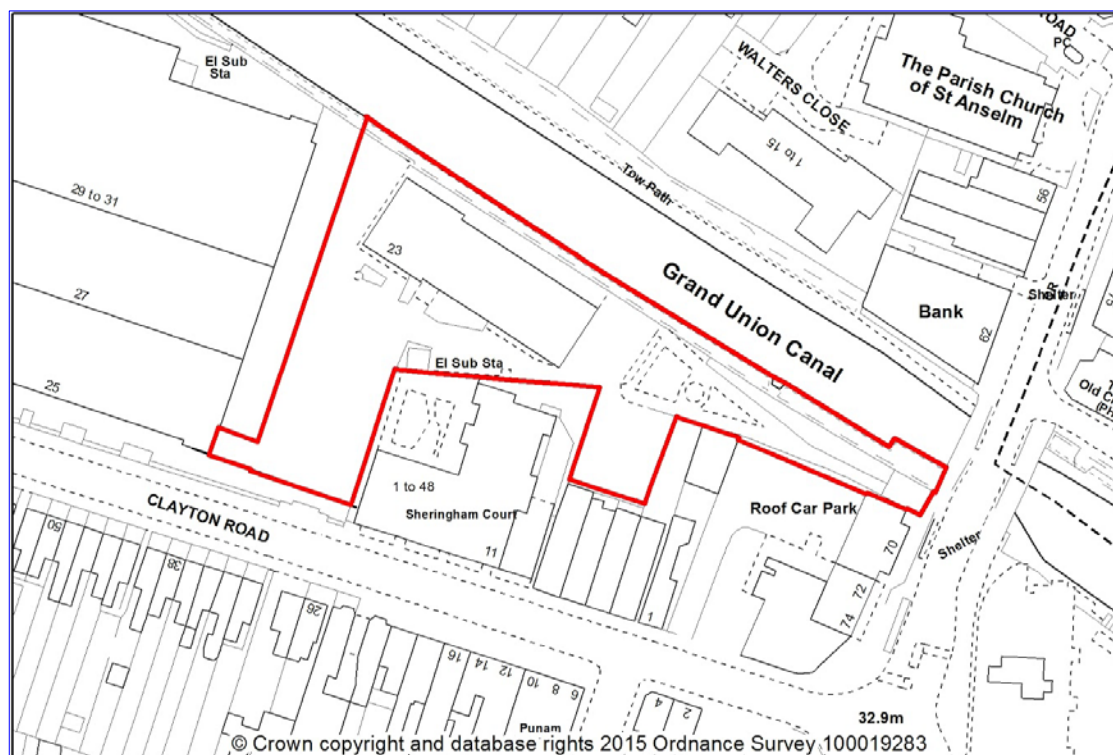 El Sub
Sta
ROAD
PC
WALTERS CLOSE
The Parish Church
of St Anselm
1 to 15
Tow Path
56
29 to 31
23
Grand Union Canal
Shelter
Bank
62
27
El Sub Sta
25
1 to 48
Sheringham Court
11
Roof Car Park
Shelter
CLAYTON ROAD
50
38
26
1
70
72
74
16
14
12
10
8
6
4
2
32.9m
Punam
© Crown copyright and database rights 2015 Ordnance Survey 100019283